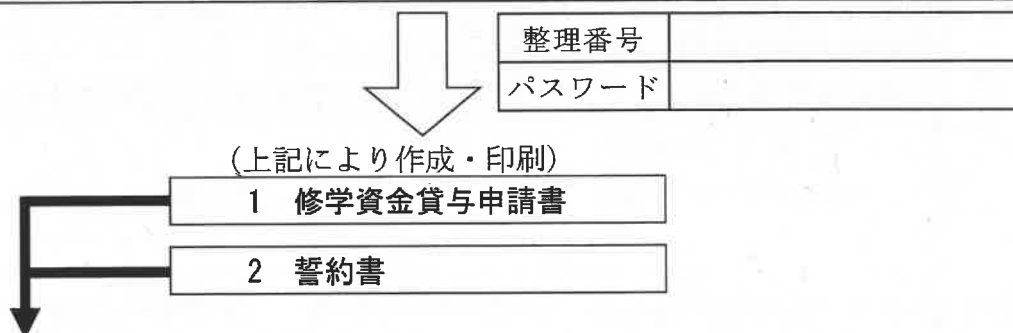 整理番号
パスワード
(上記により作成・印刷)
1 修学資金貸与申請書
2 誓約書